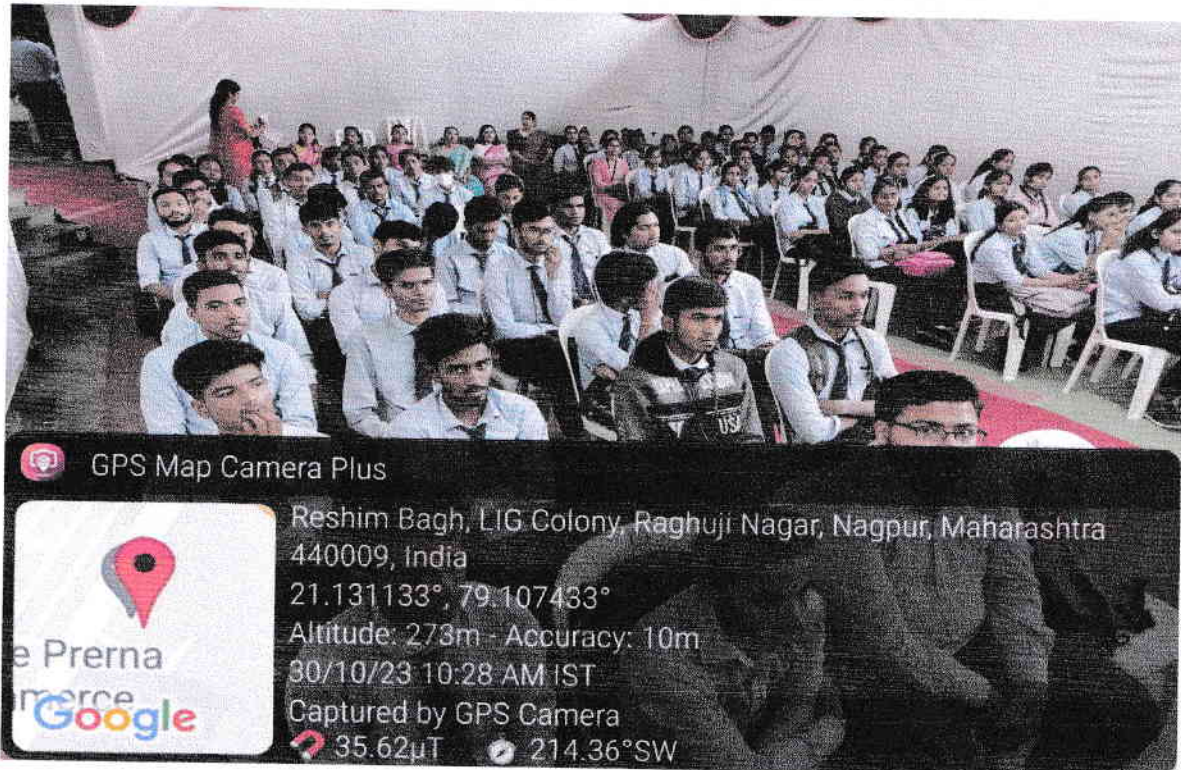 GPS Map Camera Plus
Reshim Bagh, LIG Colony, Raghuji Nagar, Nagpur, Maharashtra
440009, India
21.131133°, 79.107433°
Altitude: 273m - Accuracy: 10m
30/10/23 10:28 AM IST
Captured by GPS Camera
35.62µT 214.36°SW
e Prerna
mmerce
Google
USA